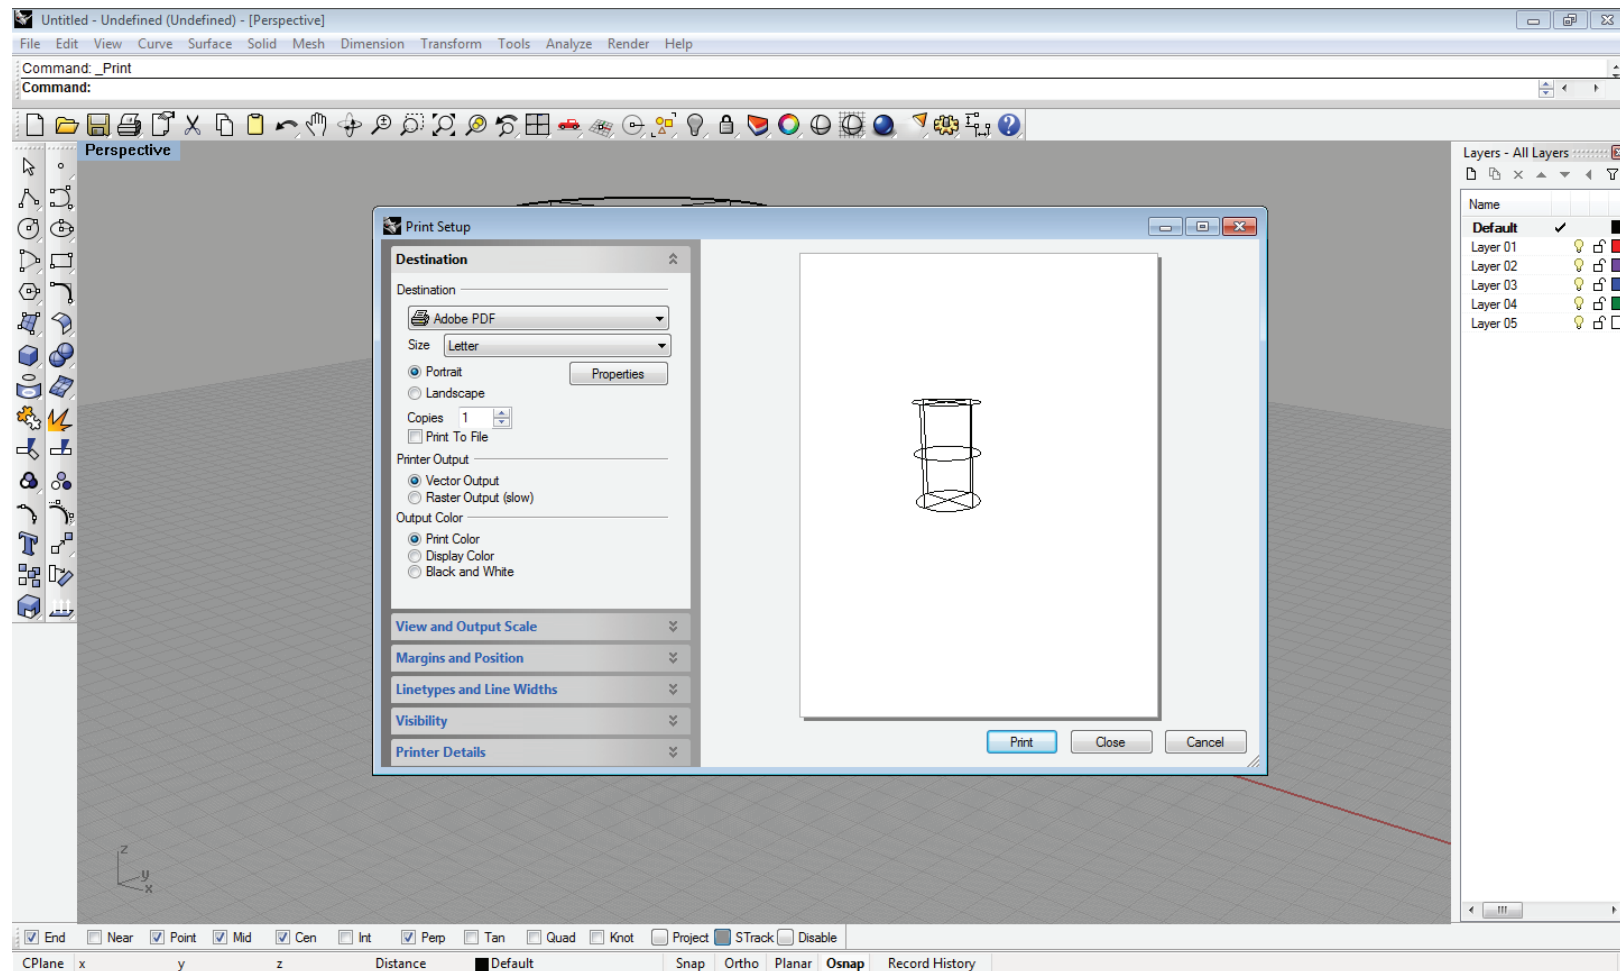 Untitled - Undefined (Undefined) - [Perspective]
File Edit View Curve Surface Solid Mesh Dimension Transform Tools Analyze Render Help
Command: _Print
Command:
Perspective
Print Setup
Destination
Destination
Adobe PDF
Size Letter
Portrait
Properties
Landscape
Copies 1
Print To File
Printer Output
Vector Output
Raster Output (slow)
Output Color
Print Color
Display Color
Black and White
View and Output Scale
Margins and Position
Linetypes and Line Widths
Visibility
Printer Details
Print Close Cancel
Layers - All Layers
Name
Default
Layer 01
Layer 02
Layer 03
Layer 04
Layer 05
z
y
x
End Near Point Mid Cen Int Perp Tan Quad Knot Project STrack Disable
CPlane x y z Distance Default Snap Ortho Planar Osnap Record History